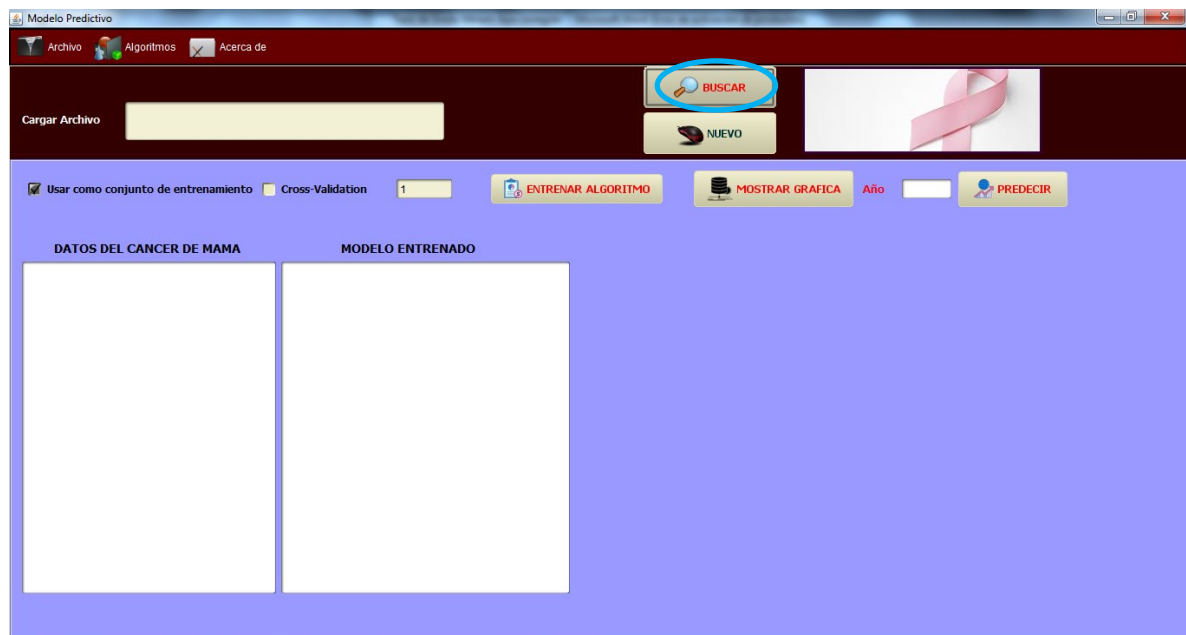 Modelo Predictivo
Archivo Algoritmos Acerca de
BUSCAR
Cargar Archivo
NUEVO
Usar como conjunto de entrenamiento Cross-Validation 1 ENTRENAR ALGORITMO MOSTRAR GRAFICA Año PREDECIR
DATOS DEL CANCER DE MAMA MODELO ENTRENADO